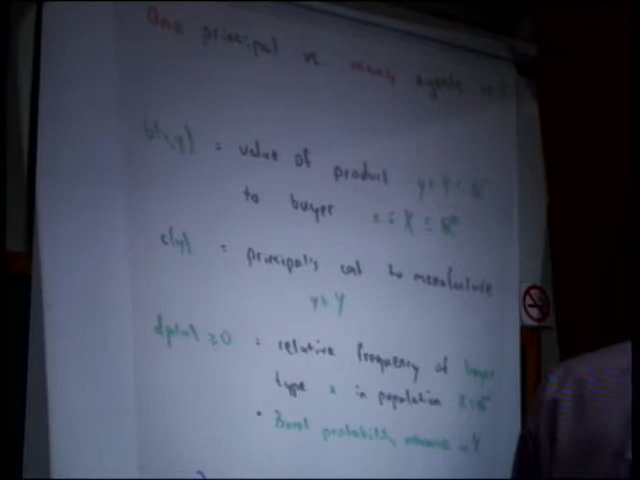 One principal vs. many agents
b(x,y) = value of product y ∈ Y ⊂
to buyer x ∈ X ⊂
c(y) = principal's cost to manufacture
y ∈ Y
dμ(x) ≥ 0 = relative frequency of buyer
type x in population
• Borel probability measure on X